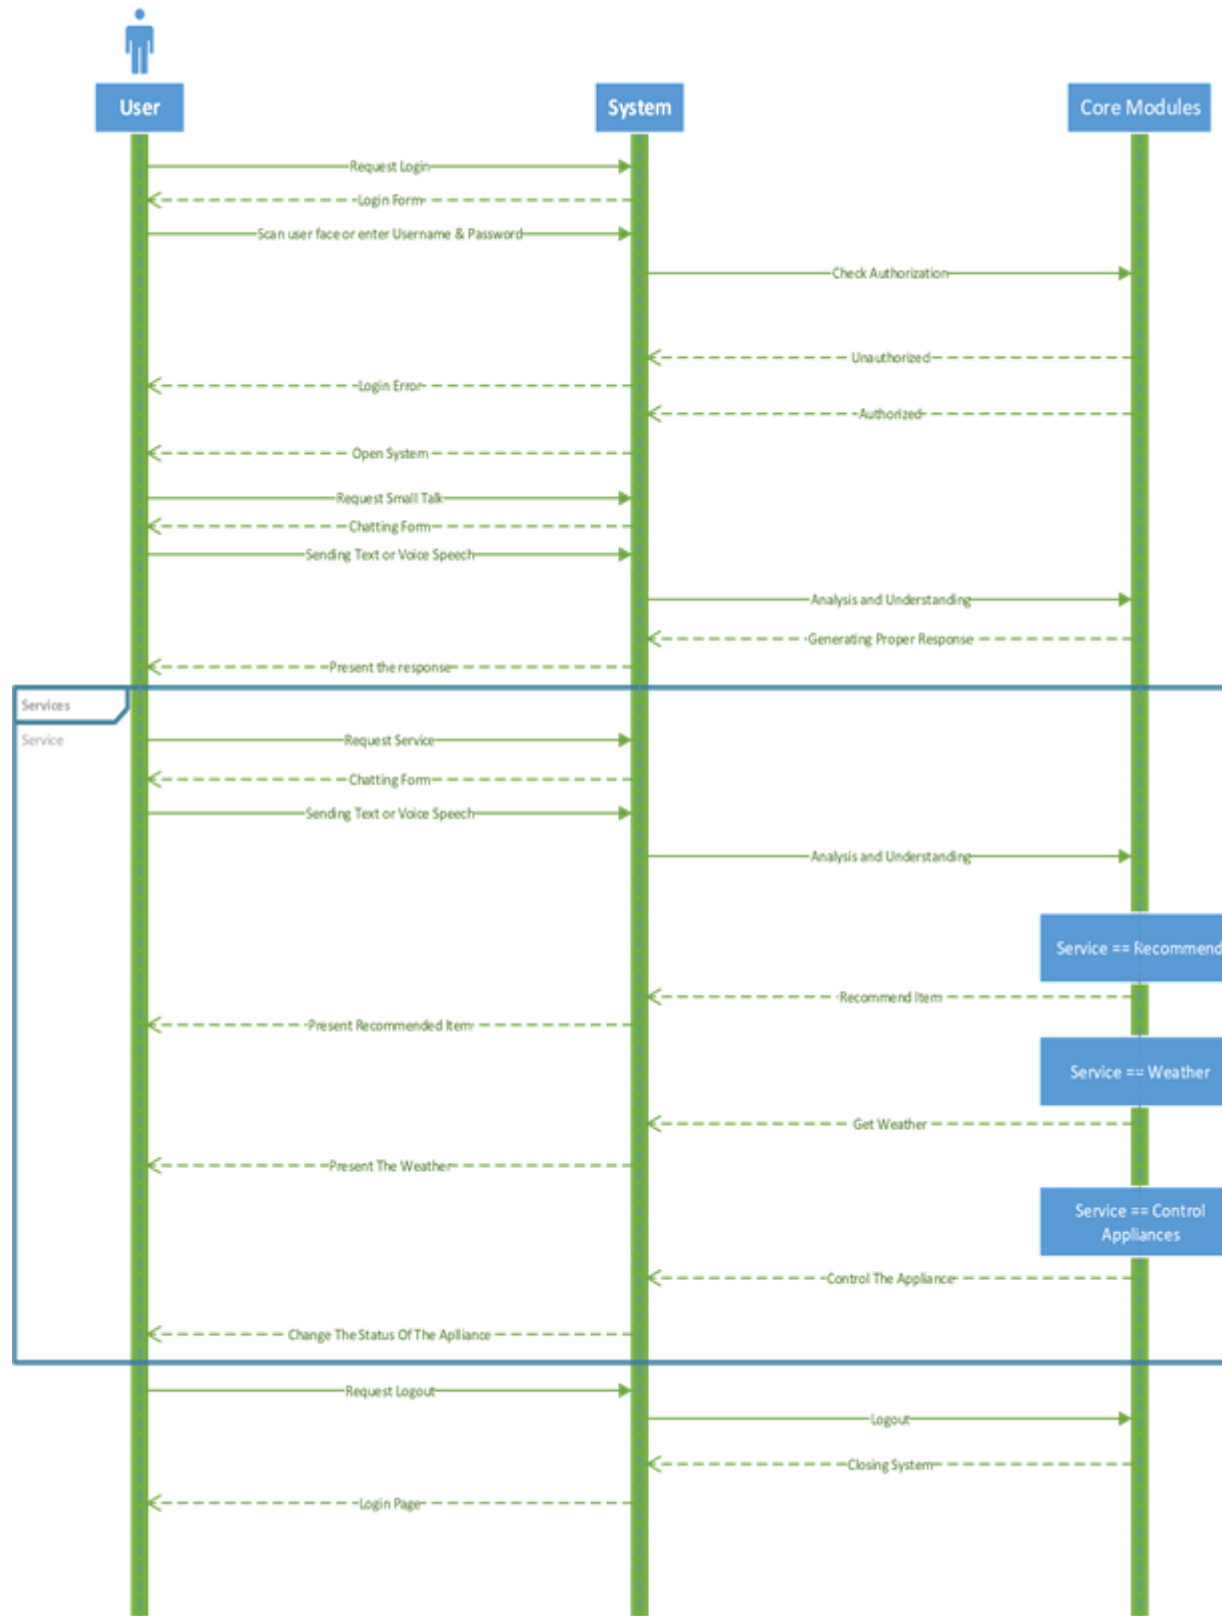 User
System
Core Modules
Request Login
Login Form
Scan user face or enter Username & Password
Check Authorization
Unauthorized
Login Error
Authorized
Open System
Request Small Talk
Chatting Form
Sending Text or Voice Speech
Analysis and Understanding
Generating Proper Response
Present the response
Services
Service
Request Service
Chatting Form
Sending Text or Voice Speech
Analysis and Understanding
Service == Recommend
Recommend Item
Present Recommended Item
Service == Weather
Get Weather
Present The Weather
Service == Control
Appliances
Control The Appliance
Change The Status Of The Aplliance
Request Logout
Logout
Closing System
Login Page